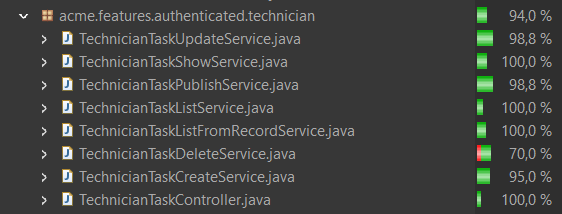 acme.features.authenticated.technician 94,0 %
TechnicianTaskUpdateService.java 98,8 %
TechnicianTaskShowService.java 100,0 %
TechnicianTaskPublishService.java 98,8 %
TechnicianTaskListService.java 100,0 %
TechnicianTaskListFromRecordService.java 100,0 %
TechnicianTaskDeleteService.java 70,0 %
TechnicianTaskCreateService.java 95,0 %
TechnicianTaskController.java 100,0 %